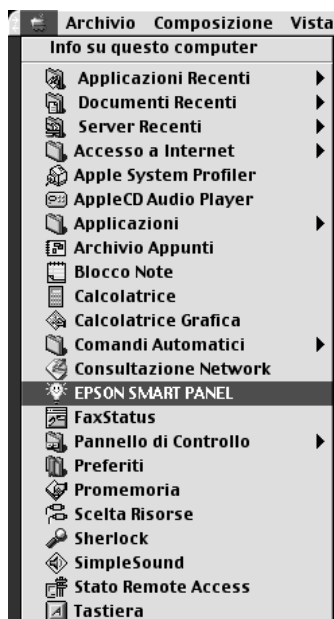 Archivio Composizione Vista
Info su questo computer
Applicazioni Recenti
Documenti Recenti
Server Recenti
Accesso a Internet
Apple System Profiler
AppleCD Audio Player
Applicazioni
Archivio Appunti
Blocco Note
Calcolatrice
Calcolatrice Grafica
Comandi Automatici
Consultazione Network
EPSON SMART PANEL
FaxStatus
Pannello di Controllo
Preferiti
Promemoria
Scelta Risorse
Sherlock
SimpleSound
Stato Remote Access
Tastiera